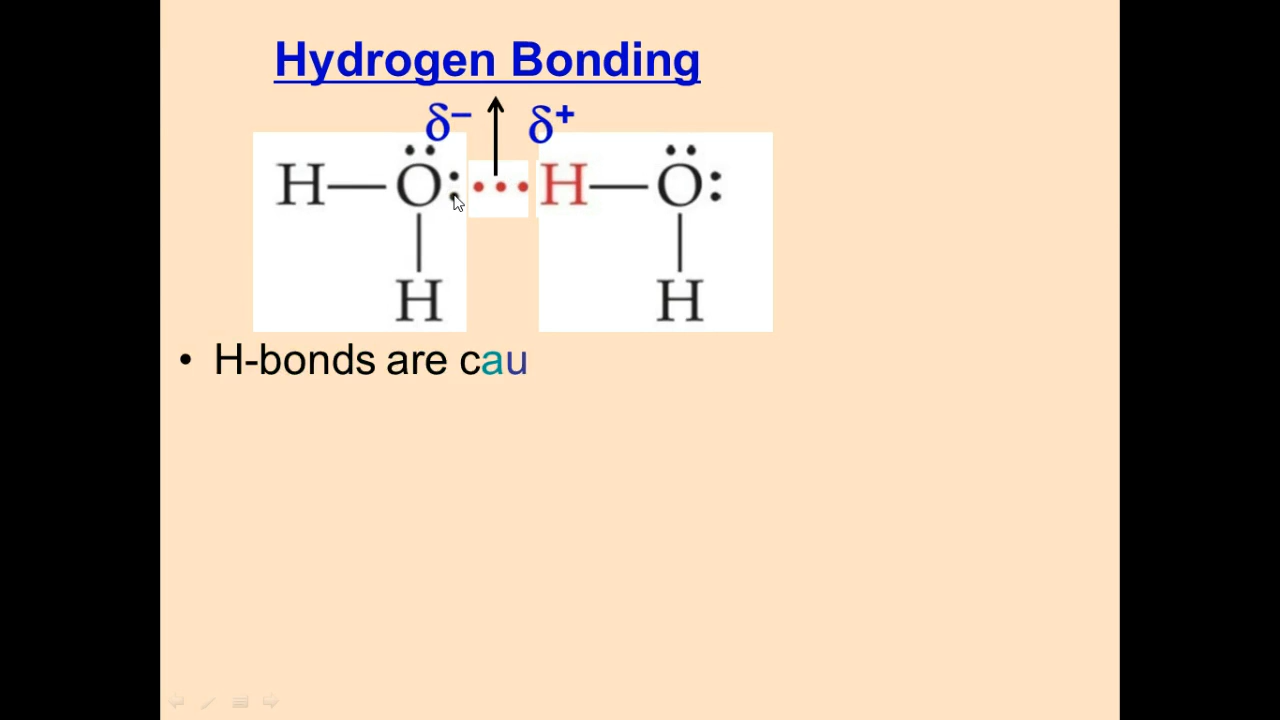 Hydrogen Bonding
δ− δ+
H—O: ••• H—O:
H H
• H-bonds are cau